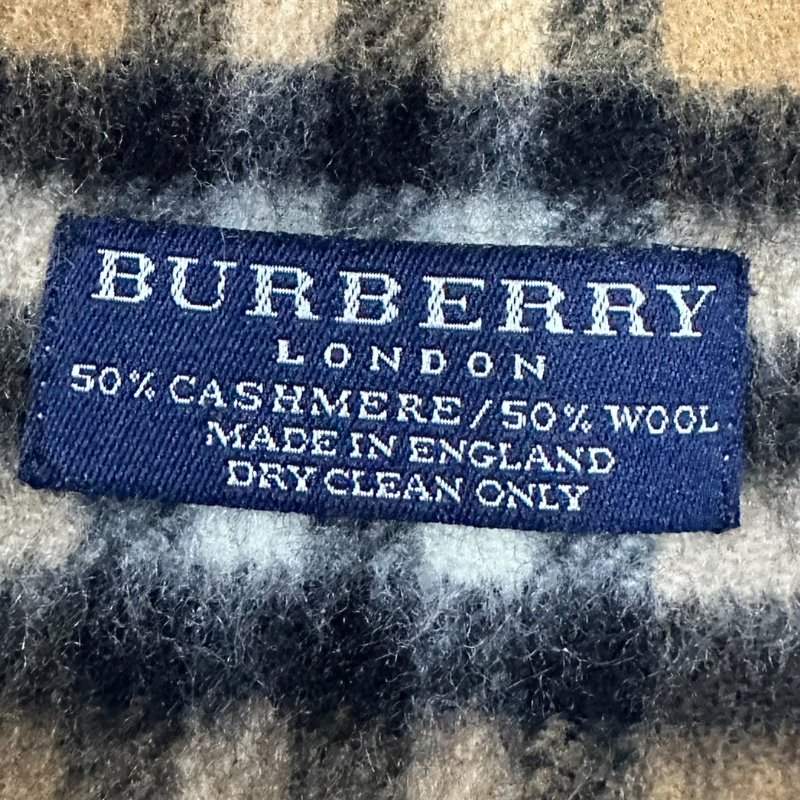 BURBERRY
LONDON
50% CASHMERE/50% WOOL
MADE IN ENGLAND
DRY CLEAN ONLY